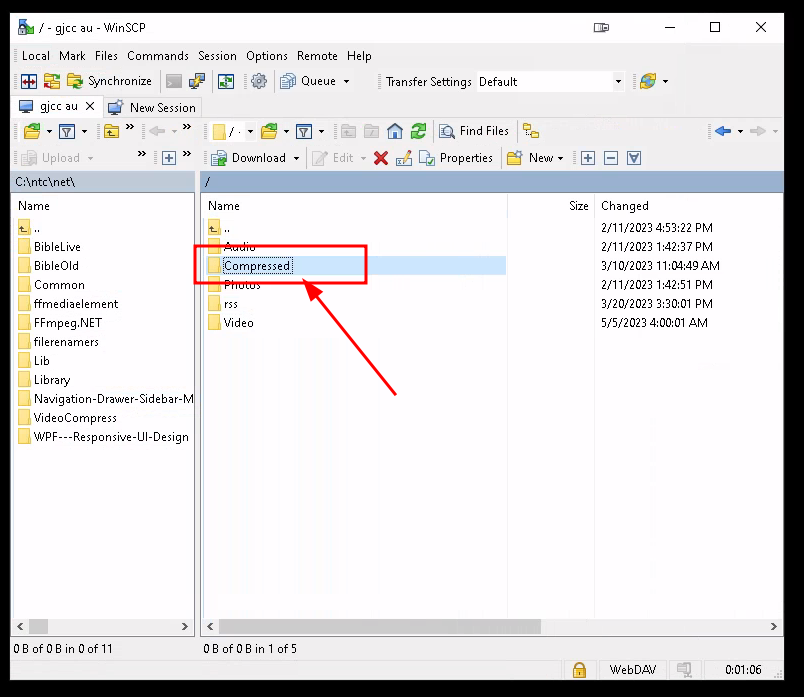 / - gjcc au - WinSCP
Local Mark Files Commands Session Options Remote Help
Synchronize Queue Transfer Settings Default
gjcc au New Session
/ Find Files
Upload Download Edit Properties New
C:\ntc\net\ /
Name Name Size Changed
.. .. 2/11/2023 4:53:22 PM
BibleLive Audio 2/11/2023 1:42:37 PM
BibleOld Compressed 3/10/2023 11:04:49 AM
Common Photos 2/11/2023 1:42:51 PM
ffmediaelement rss 3/20/2023 3:30:01 PM
FFmpeg.NET Video 5/5/2023 4:00:01 AM
filerenamers
Lib
Library
Navigation-Drawer-Sidebar-M
VideoCompress
WPF---Responsive-UI-Design
0 B of 0 B in 0 of 11 0 B of 0 B in 1 of 5
WebDAV 0:01:06